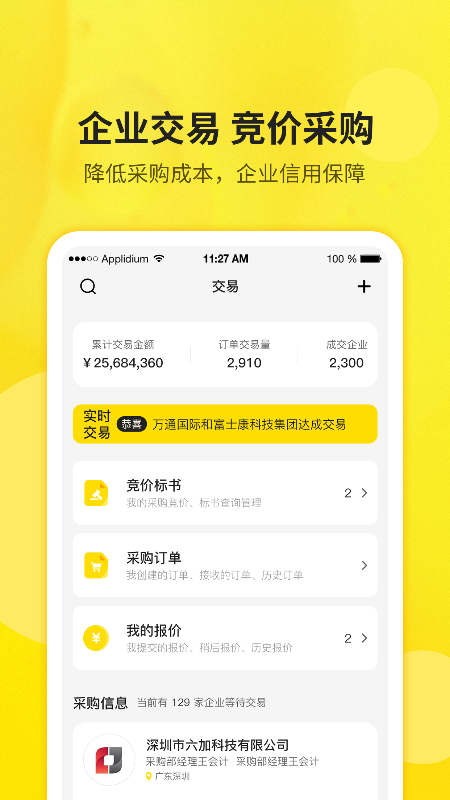 企业交易 竞价采购
降低采购成本，企业信用保障
Applidium 11:27 AM 100 %
交易
累计交易金额 订单交易量 成交企业
¥25,684,360 2,910 2,300
实时
交易
恭喜 万通国际和富士康科技集团达成交易
竞价标书
2
我的采购竞价、标书查询管理
采购订单
我创建的订单、接收的订单、历史订单
我的报价
2
我提交的报价、稍后报价、历史报价
采购信息 当前有 129 家企业等待交易
深圳市六加科技有限公司
采购部经理王会计 采购部经理王会计
广东深圳